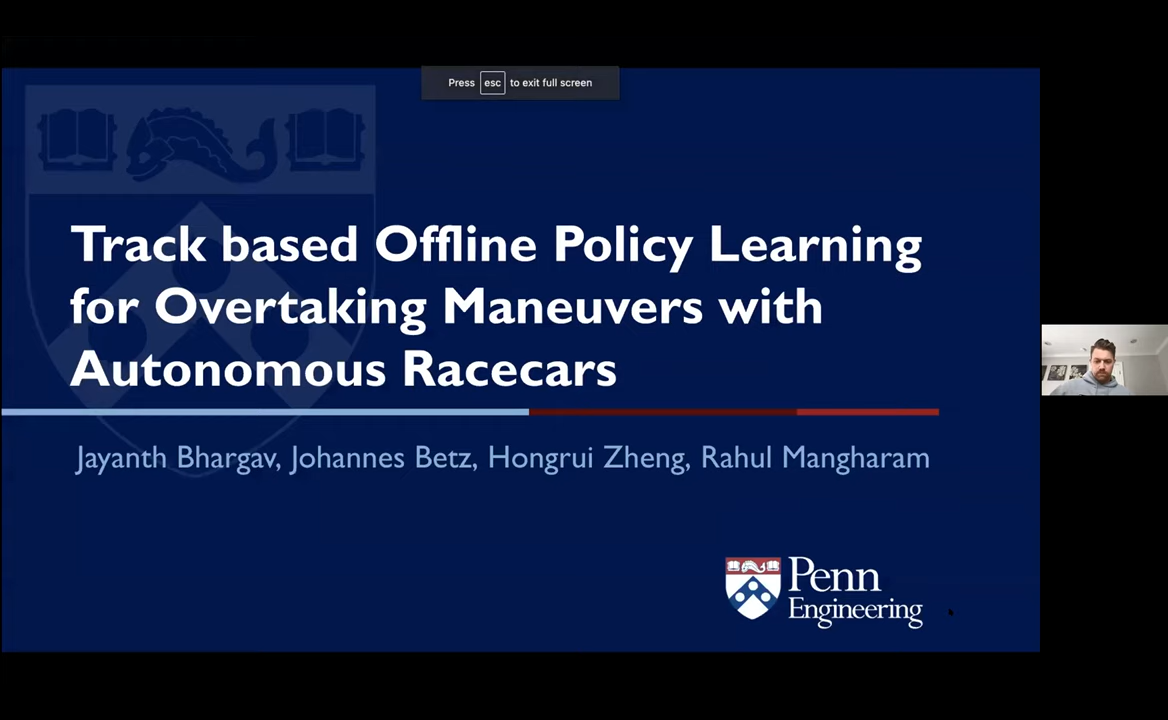 Press esc to exit full screen
Track based Offline Policy Learning
for Overtaking Maneuvers with
Autonomous Racecars
Jayanth Bhargav, Johannes Betz, Hongrui Zheng, Rahul Mangharam
Penn
Engineering